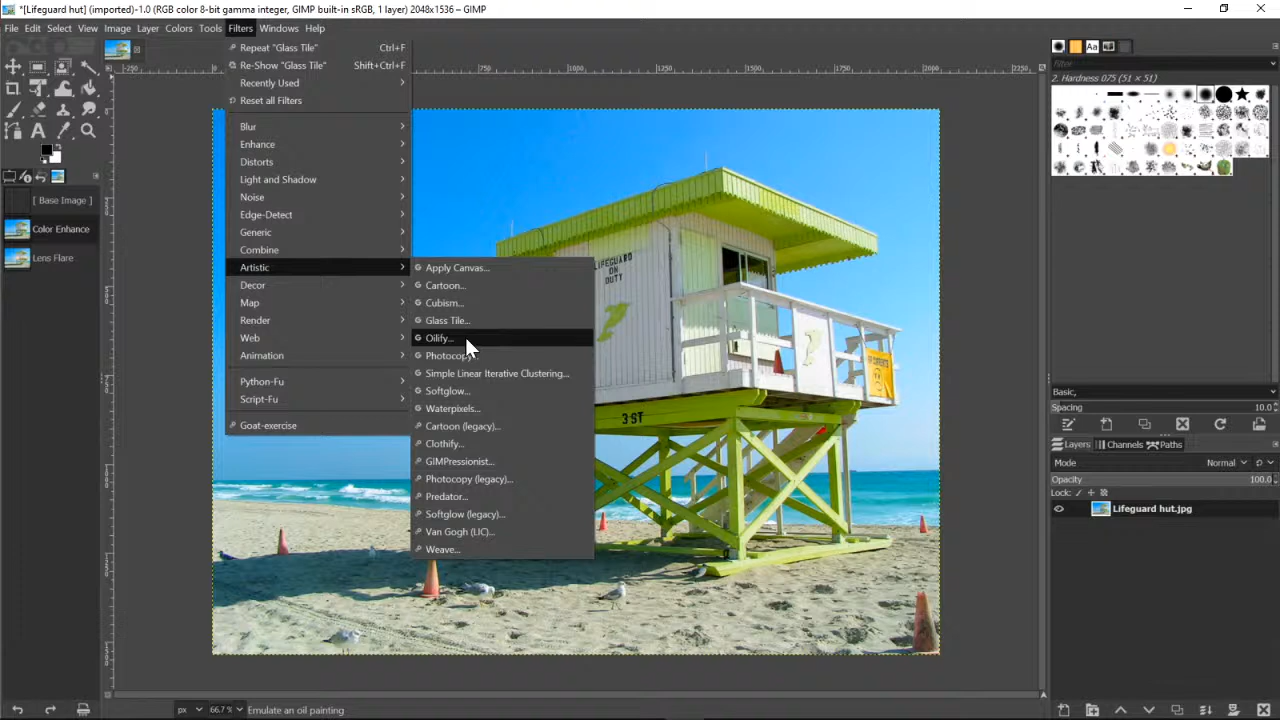 *[Lifeguard hut] (imported)-1.0 (RGB color 8-bit gamma integer, GIMP built-in sRGB, 1 layer) 2048x1536 – GIMP
File Edit Select View Image Layer Colors Tools Filters Windows Help
Repeat "Glass Tile" Ctrl+F
Re-Show "Glass Tile" Shift+Ctrl+F
Recently Used
Reset all Filters
Blur
Enhance
Distorts
Light and Shadow
Noise
Edge-Detect
Generic
Combine
Artistic
Decor
Map
Render
Web
Animation
Python-Fu
Script-Fu
Goat-exercise
Apply Canvas...
Cartoon...
Cubism...
Glass Tile...
Oilify...
Photocopy
Simple Linear Iterative Clustering...
Softglow...
Waterpixels...
Cartoon (legacy)...
Clothify...
GIMPressionist...
Photocopy (legacy)...
Predator...
Softglow (legacy)...
Van Gogh (LIC)...
Weave...
[ Base Image ]
Color Enhance
Lens Flare
750 1000 1250 1500 1750 2000 2250
LIFEGUARD
ON
DUTY
3 ST
Filter
2. Hardness 075 (51 × 51)
Basic,
Spacing 10.0
Layers Channels Paths
Mode Normal
Opacity 100.0
Lock:
Lifeguard hut.jpg
px 66.7 % Emulate an oil painting